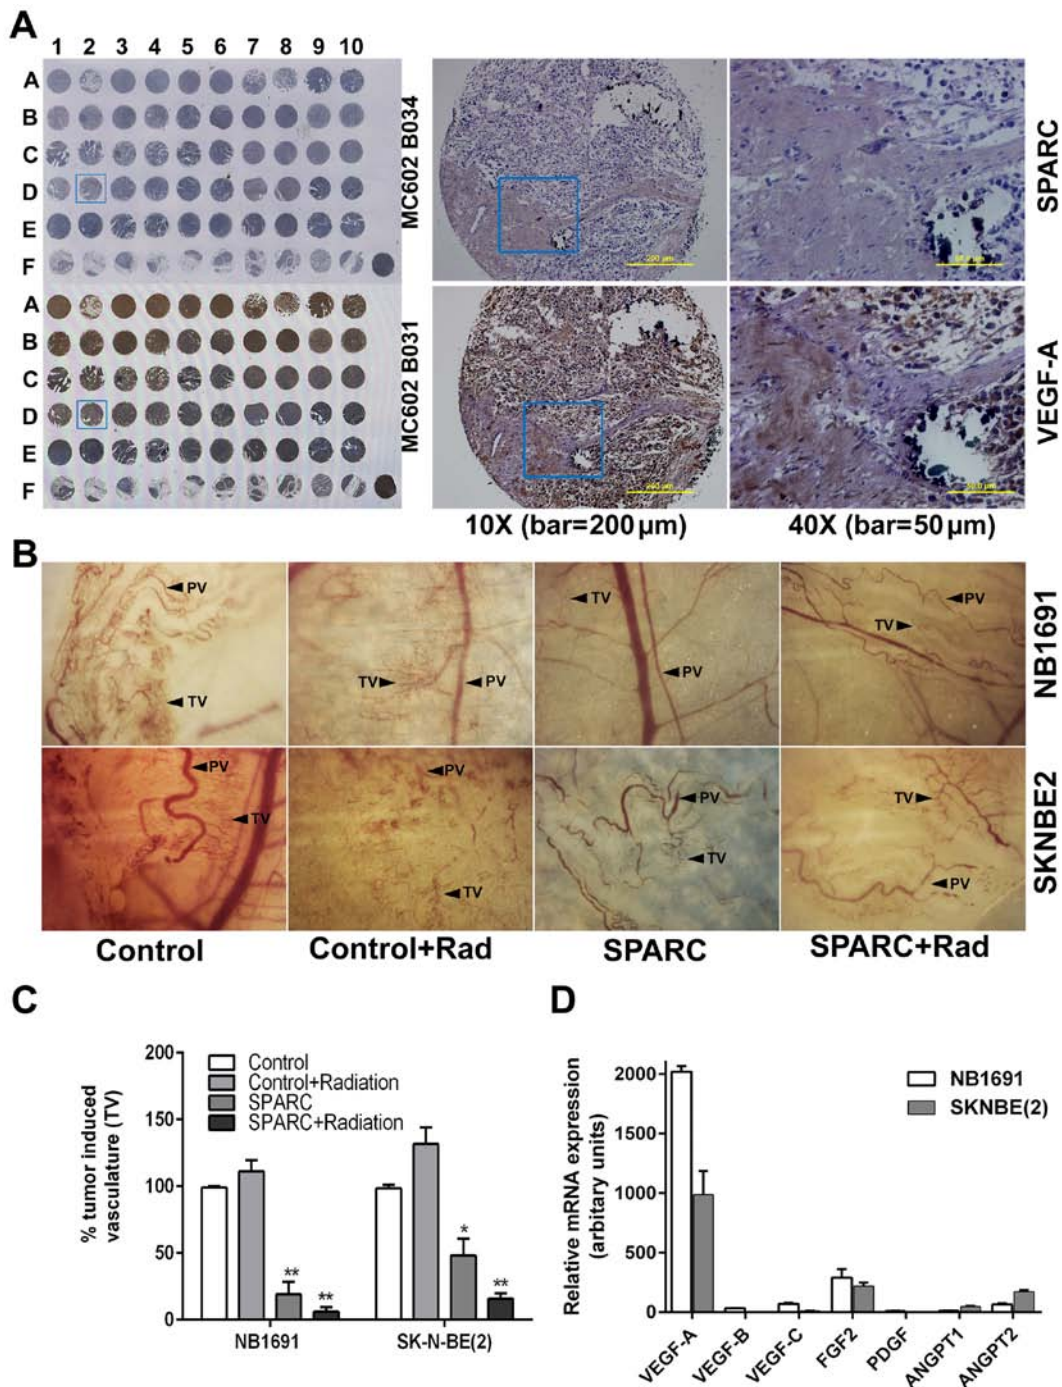 A
1 2 3 4 5 6 7 8 9 10
A
B
C
D
E
F
MC602 B034
200 µm
SPARC
A
B
C
D
E
F
MC602 B031
VEGF-A
10X (bar=200 µm) 40X (bar=50 µm)
B
PV
TV
TV PV
TV
PV
PV
TV
NB1691
PV
TV
PV
TV
PV
TV
TV
PV
SKNBE2
Control Control+Rad SPARC SPARC+Rad
C
% tumor induced
vasculature (TV)
200
150
100
50
0
Control
Control+Radiation
SPARC
SPARC+Radiation
**
**
*
**
NB1691 SK-N-BE(2)
D
Relative mRNA expression
(arbitary units)
2000
1500
1000
500
0
NB1691
SKNBE(2)
VEGF-A
VEGF-B
VEGF-C
FGF2
PDGF
ANGPT1
ANGPT2